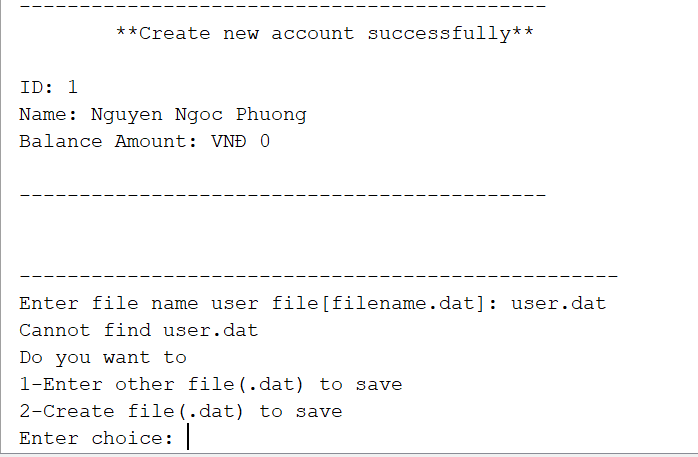 --------------------------------------------
**Create new account successfully**
ID: 1
Name: Nguyen Ngoc Phuong
Balance Amount: VNĐ 0
--------------------------------------------
--------------------------------------------------
Enter file name user file[filename.dat]: user.dat
Cannot find user.dat
Do you want to
1-Enter other file(.dat) to save
2-Create file(.dat) to save
Enter choice: